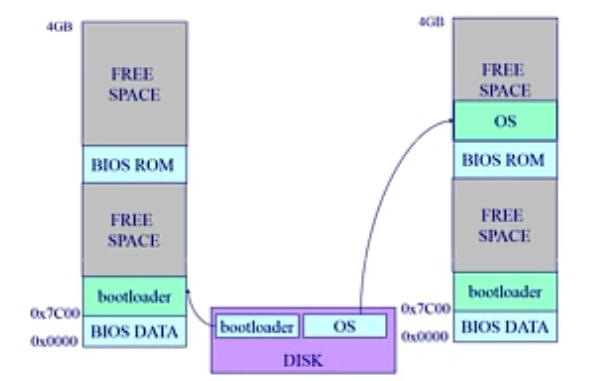 4GB
FREE
SPACE
BIOS ROM
FREE
SPACE
bootloader
0x7C00
BIOS DATA
0x0000
bootloader
OS
DISK
4GB
FREE
SPACE
OS
BIOS ROM
FREE
SPACE
bootloader
0x7C00
BIOS DATA
0x0000